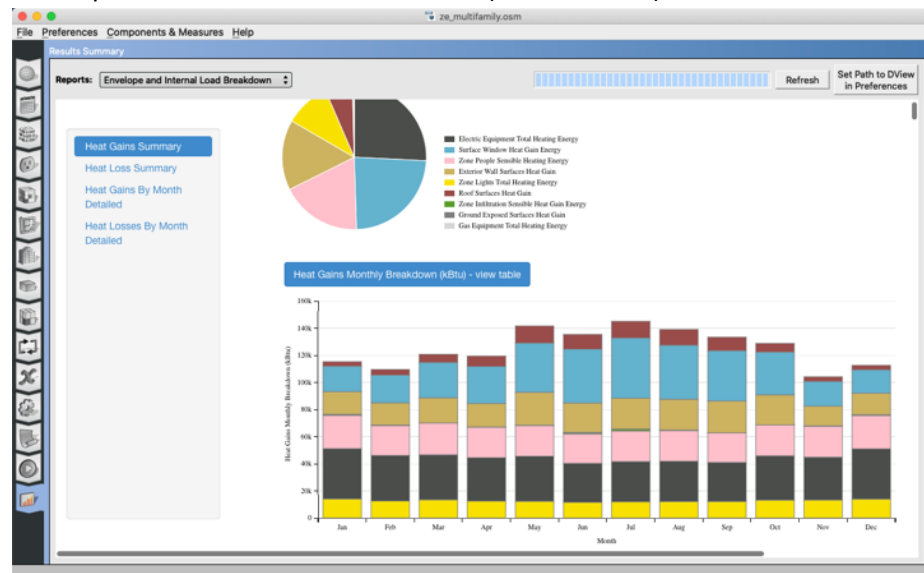 ze_multifamily.osm
File Preferences Components & Measures Help
Results Summary
Reports: Envelope and Internal Load Breakdown
Refresh
Set Path to DView
in Preferences
Heat Gains Summary
Heat Loss Summary
Heat Gains By Month
Detailed
Heat Losses By Month
Detailed
Electric Equipment Total Heating Energy
Surface Window Heat Gain Energy
Zone People Sensible Heating Energy
Exterior Wall Surfaces Heat Gain
Zone Lights Total Heating Energy
Roof Surfaces Heat Gain
Zone Infiltration Sensible Heat Gain Energy
Ground Exposed Surfaces Heat Gain
Gas Equipment Total Heating Energy
Heat Gains Monthly Breakdown (kBtu) - view table
Heat Gains Monthly Breakdown (kBtu)
160k
140k
120k
100k
80k
60k
40k
20k
0
Jan Feb Mar Apr May Jun Jul Aug Sep Oct Nov Dec
Month